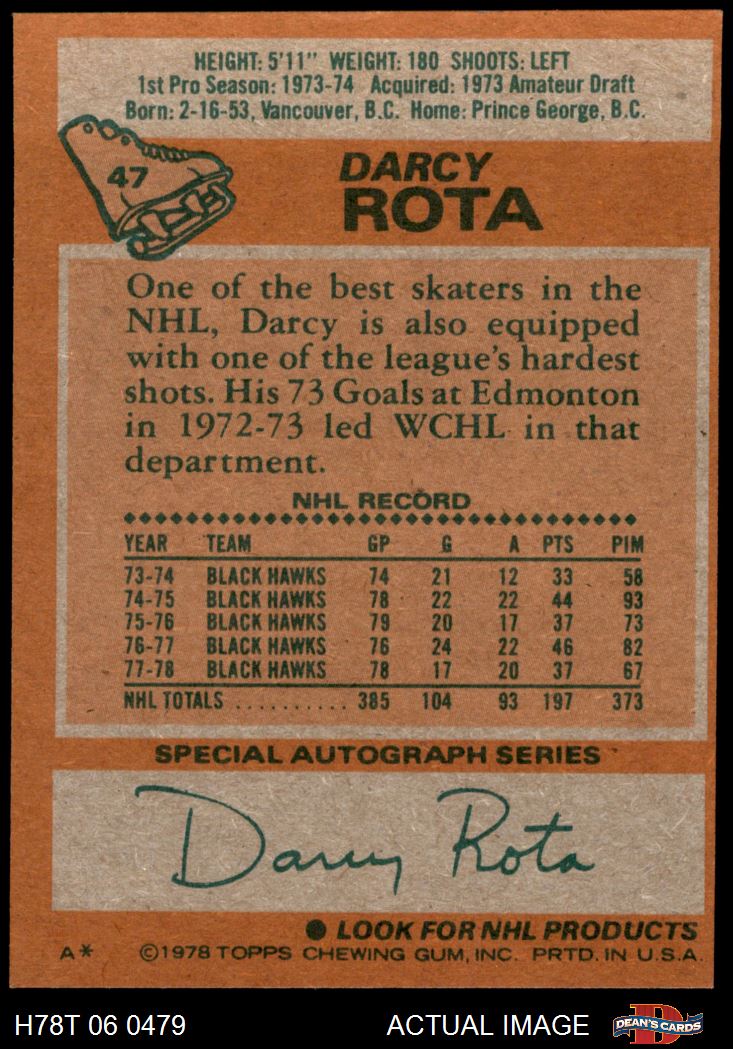 HEIGHT: 5'11" WEIGHT: 180 SHOOTS: LEFT
1st Pro Season: 1973-74 Acquired: 1973 Amateur Draft
Born: 2-16-53, Vancouver, B.C. Home: Prince George, B.C.
47
DARCY
ROTA
One of the best skaters in the
NHL, Darcy is also equipped
with one of the league's hardest
shots. His 73 Goals at Edmonton
in 1972-73 led WCHL in that
department.
NHL RECORD
YEAR TEAM GP G A PTS PIM
73-74 BLACK HAWKS 74 21 12 33 58
74-75 BLACK HAWKS 78 22 22 44 93
75-76 BLACK HAWKS 79 20 17 37 73
76-77 BLACK HAWKS 76 24 22 46 82
77-78 BLACK HAWKS 78 17 20 37 67
NHL TOTALS .......... 385 104 93 197 373
SPECIAL AUTOGRAPH SERIES
Darcy Rota
● LOOK FOR NHL PRODUCTS
A* ©1978 TOPPS CHEWING GUM, INC. PRTD. IN U.S.A.
H78T 06 0479 ACTUAL IMAGE DEAN'S CARDS